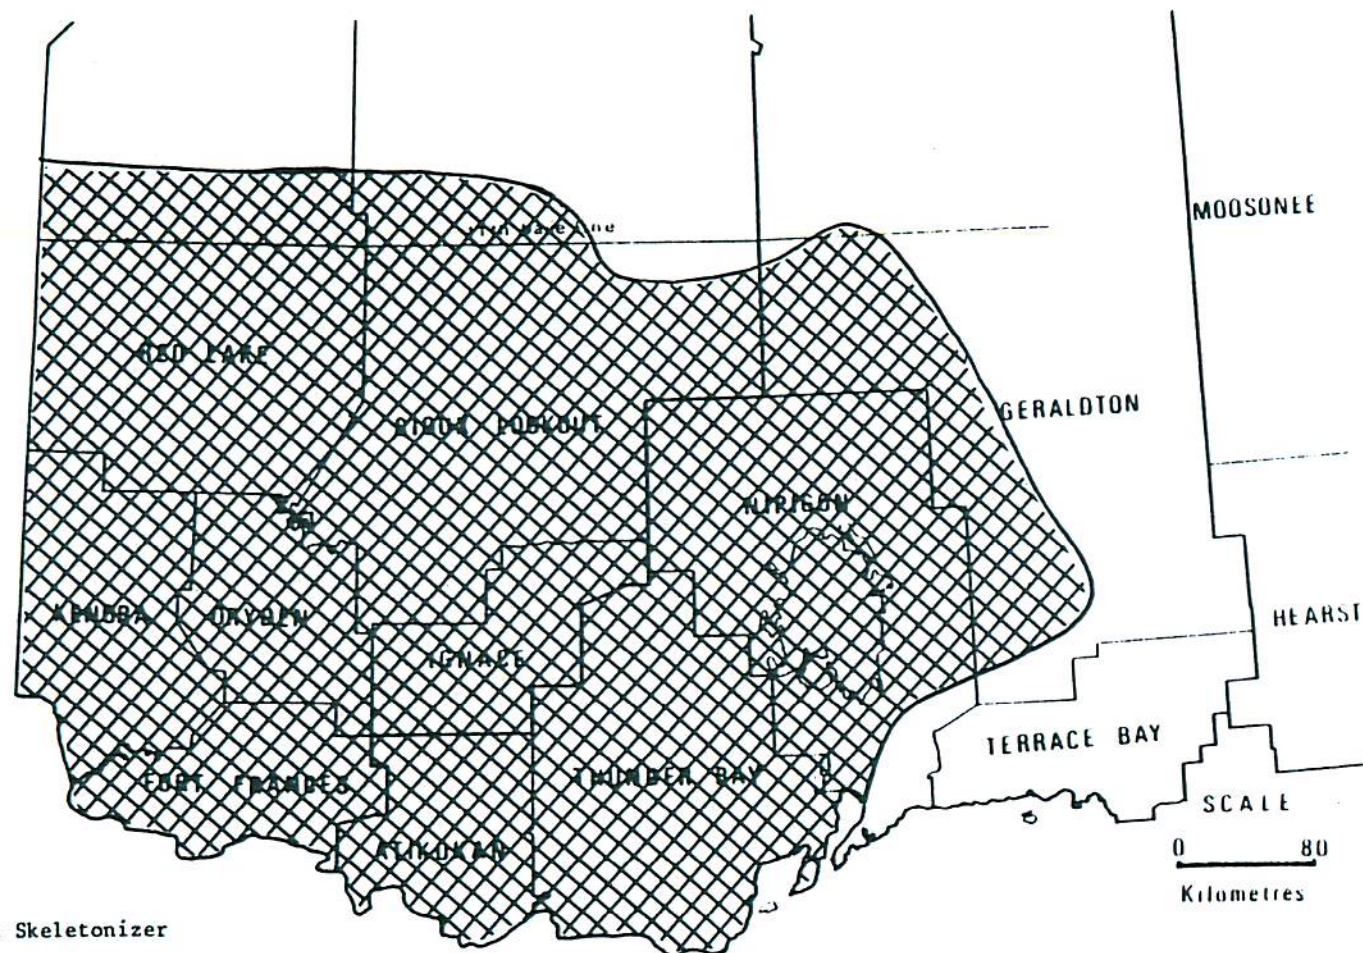 MOOSONEE
RED LAKE
GERALDTON
SIOUX LOOKOUT
NIPIGON
KENORA
DRYDEN
HEARST
IGNACE
TERRACE BAY
FORT FRANCES
THUNDER BAY
SCALE
ATIKOKAN
0 80
Kilometres
Skeletonizer